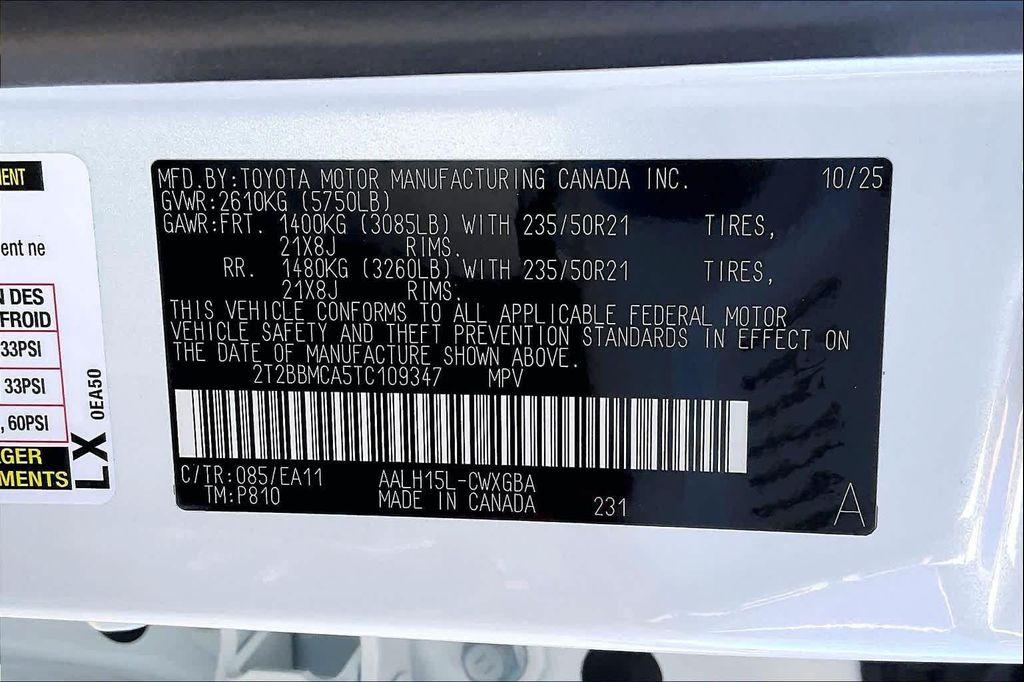 MFD.BY:TOYOTA MOTOR MANUFACTURING CANADA INC. 10/25
GVWR:2610KG (5750LB)
GAWR:FRT. 1400KG (3085LB) WITH 235/50R21 TIRES,
21X8J RIMS.
RR. 1480KG (3260LB) WITH 235/50R21 TIRES,
21X8J RIMS.
THIS VEHICLE CONFORMS TO ALL APPLICABLE FEDERAL MOTOR
VEHICLE SAFETY AND THEFT PREVENTION STANDARDS IN EFFECT ON
THE DATE OF MANUFACTURE SHOWN ABOVE.
2T2BBMCA5TC109347 MPV
C/TR:085/EA11 AALH15L-CWXGBA
TM:P810 MADE IN CANADA 231 A
ent ne
DES
FROID
33PSI
33PSI
, 60PSI
LX 0EA50